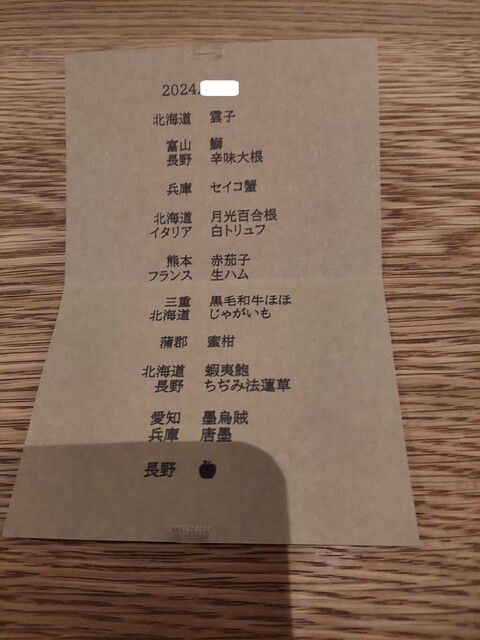 2024.
北海道 雲子
富山 鰤
長野 辛味大根
兵庫 セイコ蟹
北海道 月光百合根
イタリア 白トリュフ
熊本 赤茄子
フランス 生ハム
三重 黒毛和牛ほほ
北海道 じゃがいも
蒲郡 蜜柑
北海道 蝦夷鮑
長野 ちぢみ法蓮草
愛知 墨烏賊
兵庫 唐墨
長野